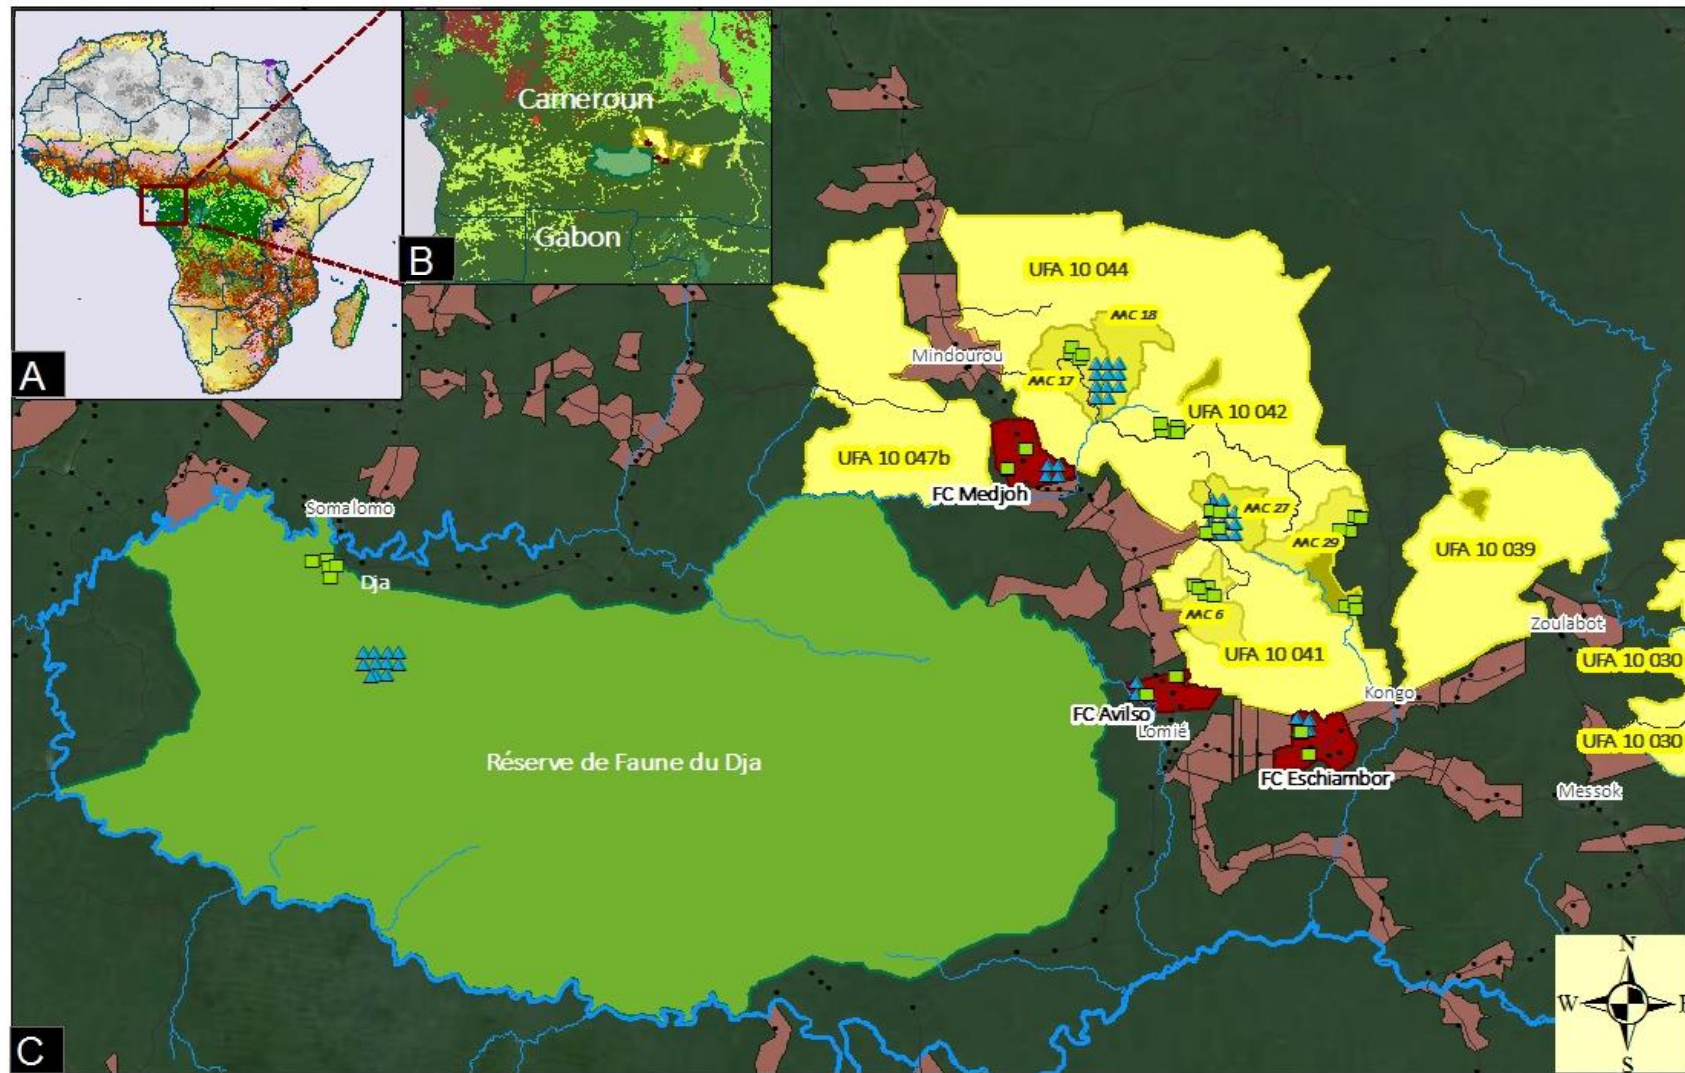 A
Cameroun
Gabon
B
UFA 10 044
AAC 18
Mindourou
AAC 17
UFA 10 042
UFA 10 047b
FC Medjoh
Somalomo
AAC 27
AAC 29
UFA 10 039
Dja
AAC 6
Zoulabot
UFA 10 041
UFA 10 030
Kongo
FC Avilso
Lomié
UFA 10 030
Réserve de Faune du Dja
FC Eschiambor
Messok
N
W
E
S
C